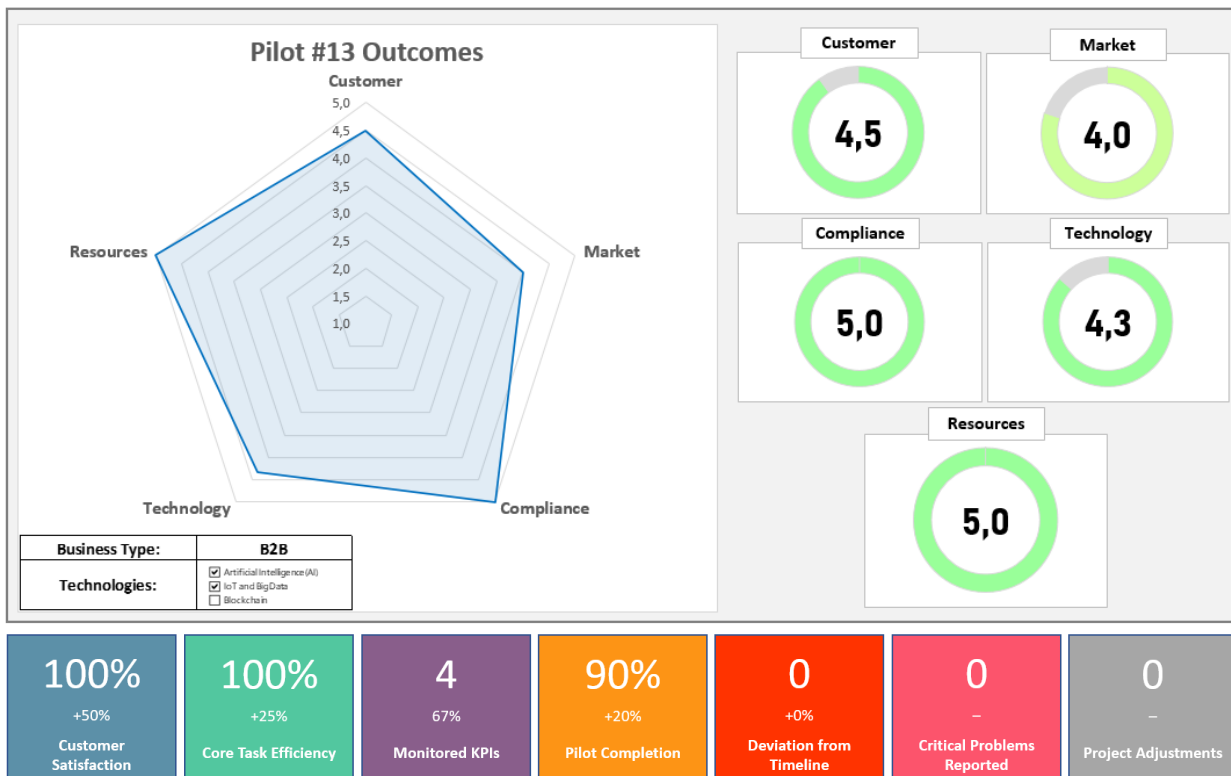 Pilot #13 Outcomes
Customer
5,0
4,5
4,0
3,5
3,0
2,5
2,0
1,5
1,0
Resources
Market
Technology
Compliance
Business Type: B2B
Technologies:
Artificial Intelligence (AI)
IoT and Big Data
Blockchain
Customer
4,5
Market
4,0
Compliance
5,0
Technology
4,3
Resources
5,0
100%
+50%
Customer
Satisfaction
100%
+25%
Core Task Efficiency
4
67%
Monitored KPIs
90%
+20%
Pilot Completion
0
+0%
Deviation from
Timeline
0
–
Critical Problems
Reported
0
–
Project Adjustments